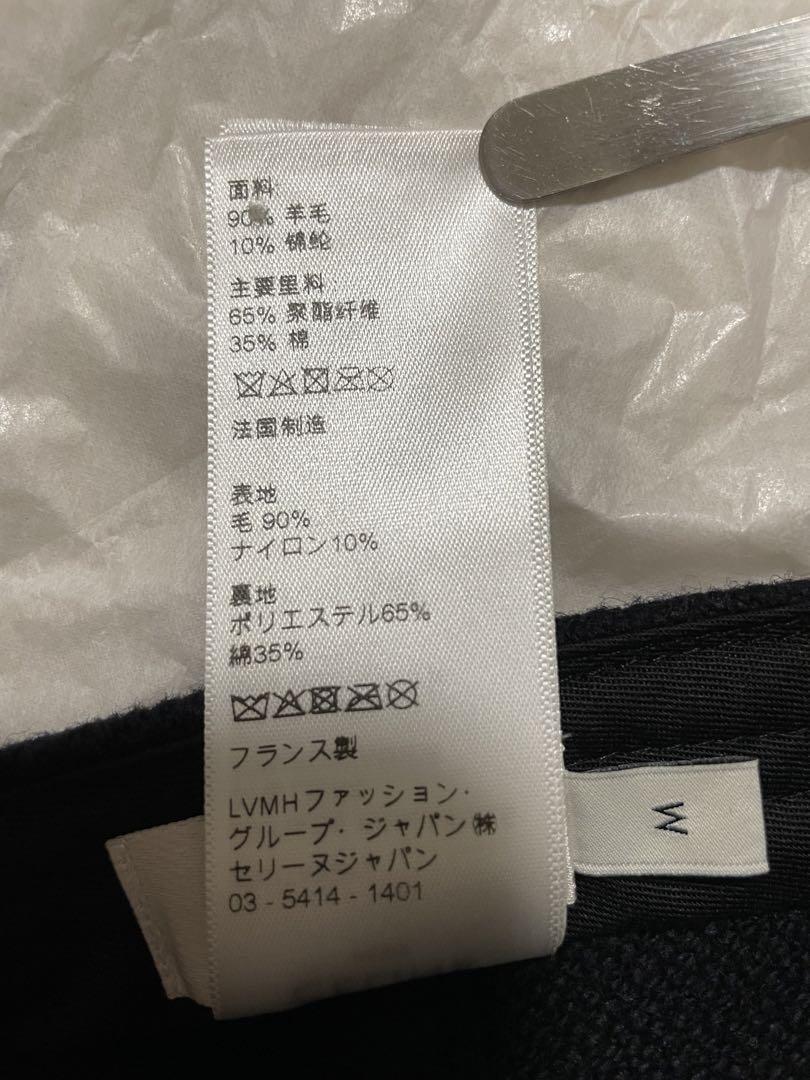 面料
90% 羊毛
10% 锦纶
主要里料
65% 聚酯纤维
35% 棉
法国制造
表地
毛 90%
ナイロン10%
裏地
ポリエステル65%
綿35%
フランス製
LVMHファッション・
グループ・ジャパン㈱
セリーヌジャパン
03 - 5414 - 1401
M